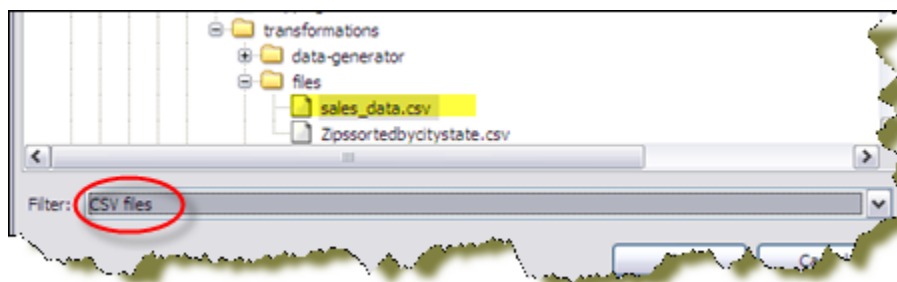 transformations
data-generator
files
sales_data.csv
Zipssortedbycitystate.csv
Filter: CSV files